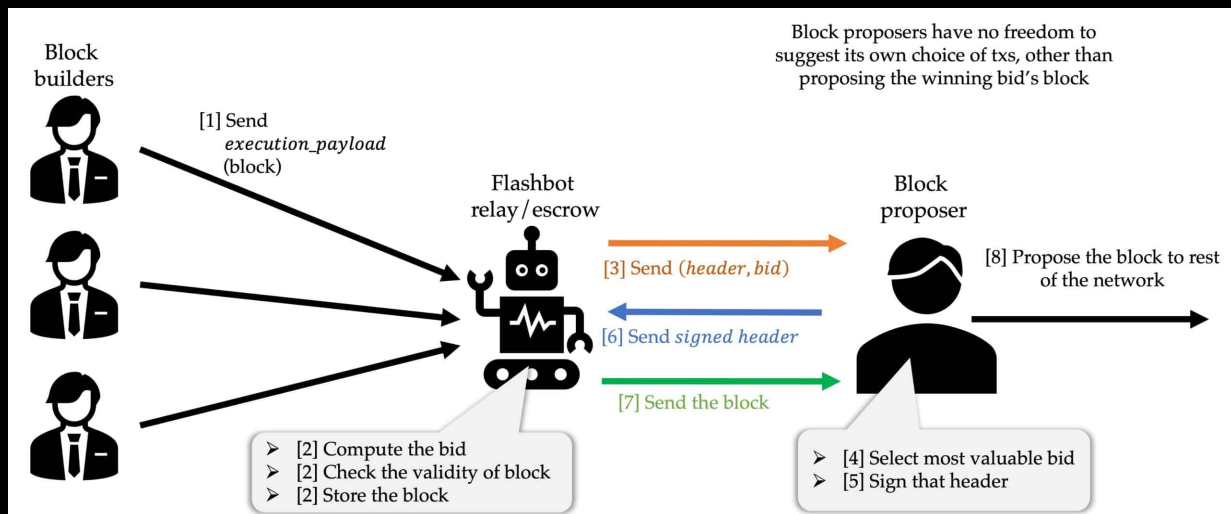 Block proposers have no freedom to
suggest its own choice of txs, other than
proposing the winning bid's block
Block
builders
[1] Send
execution_payload
(block)
Flashbot
relay/escrow
Block
proposer
[3] Send (header, bid)
[8] Propose the block to rest
of the network
[6] Send signed header
[7] Send the block
➢ [2] Compute the bid
➢ [2] Check the validity of block
➢ [2] Store the block
➢ [4] Select most valuable bid
➢ [5] Sign that header